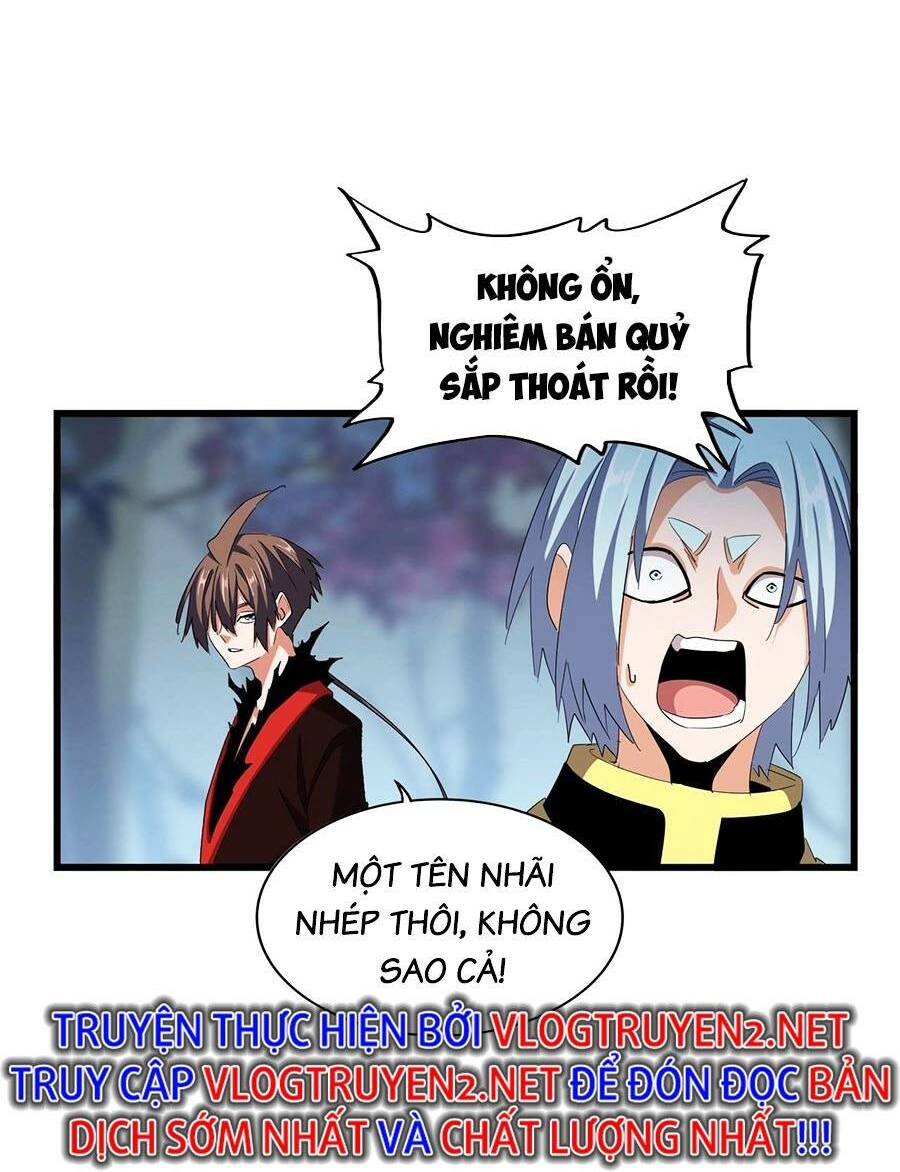 KHÔNG ỔN,
NGHIÊM BÁN QUỶ
SẮP THOÁT RỒI!
MỘT TÊN NHÃI
NHÉP THÔI, KHÔNG
SAO CẢ!
TRUYỆN THỰC HIỆN BỞI VLOGTRUYEN2.NET
TRUY CẬP VLOGTRUYEN2.NET ĐỂ ĐÓN ĐỌC BẢN
DỊCH SỚM NHẤT VÀ CHẤT LƯỢNG NHẤT!!!